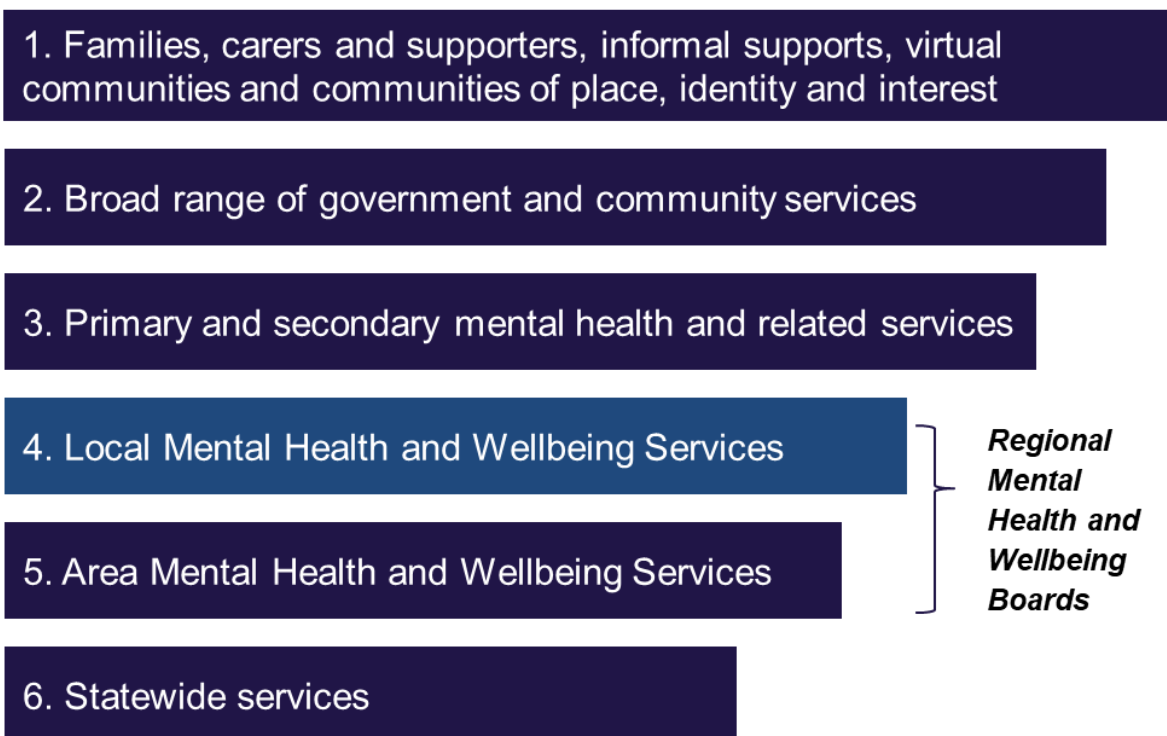 1. Families, carers and supporters, informal supports, virtual
communities and communities of place, identity and interest
2. Broad range of government and community services
3. Primary and secondary mental health and related services
4. Local Mental Health and Wellbeing Services
5. Area Mental Health and Wellbeing Services
6. Statewide services
Regional
Mental
Health and
Wellbeing
Boards